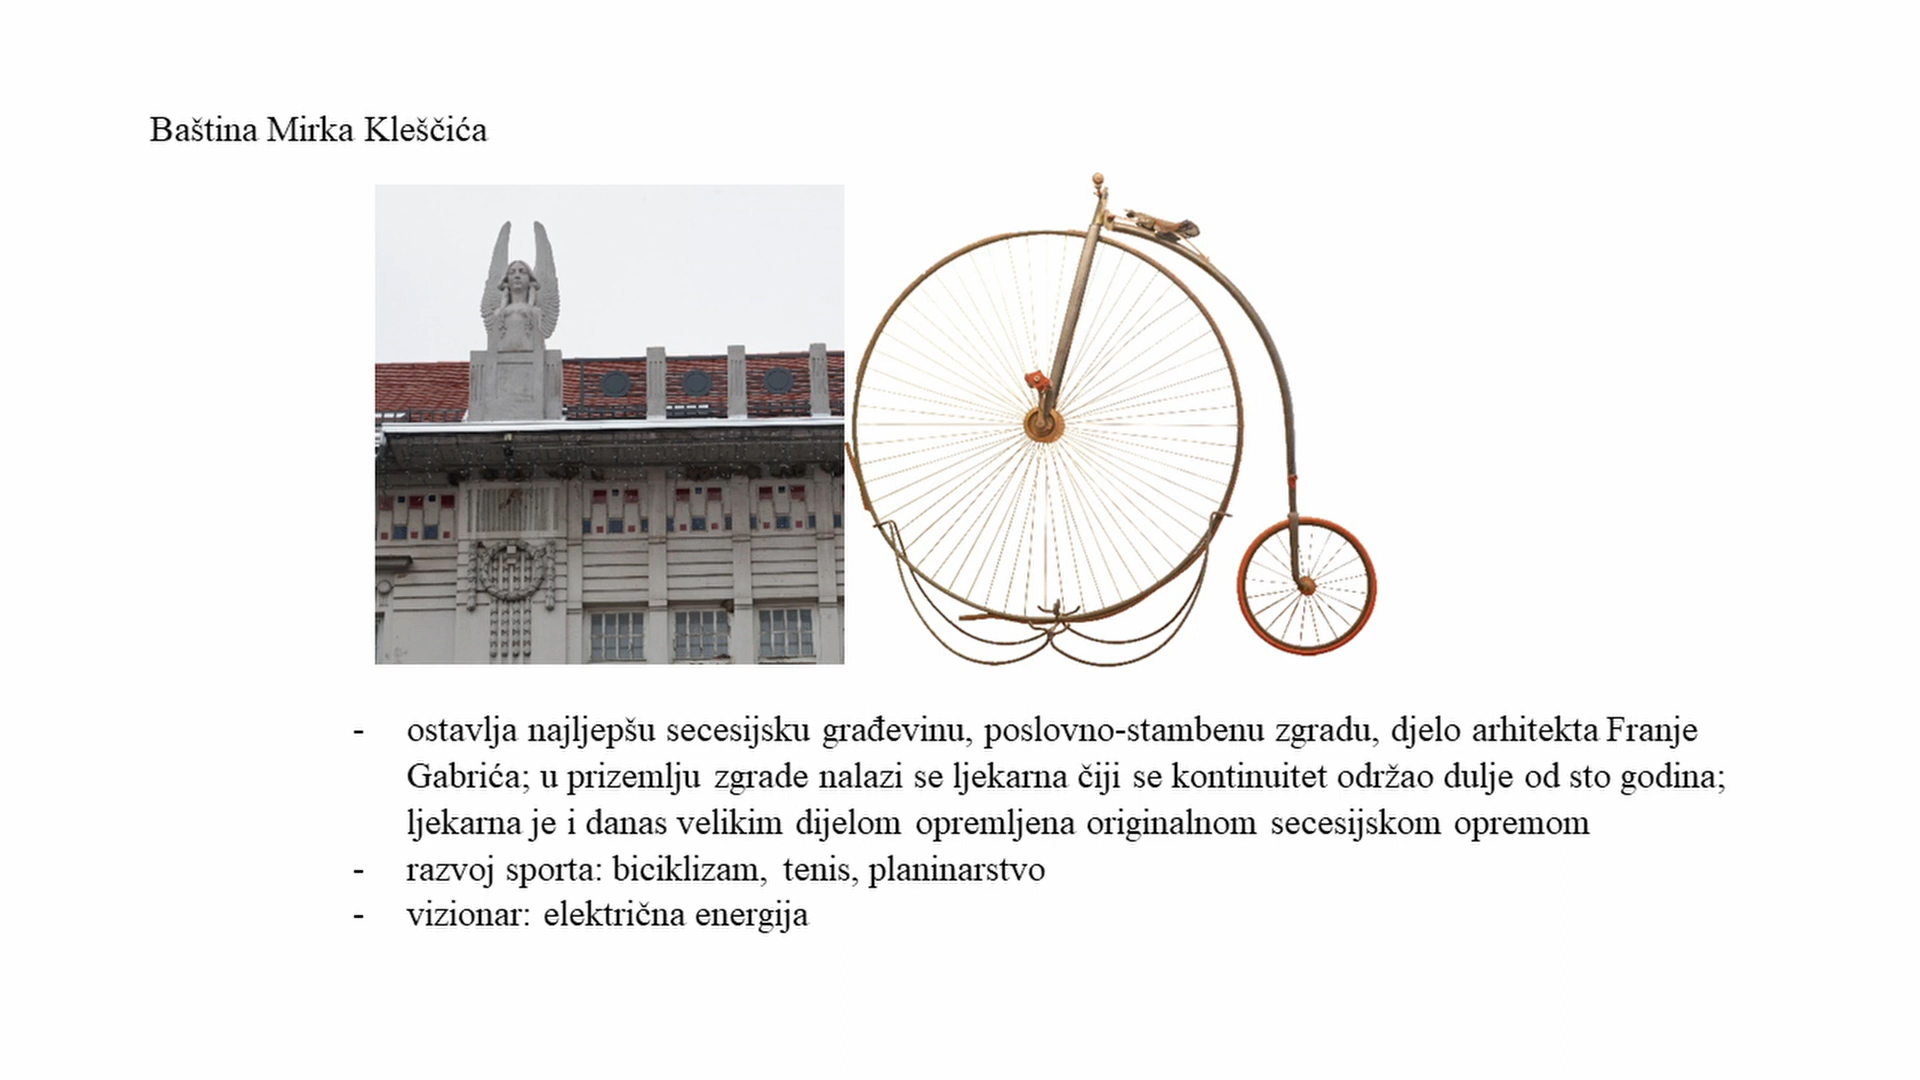 Baština Mirka Kleščića
- ostavlja najljepšu secesijsku građevinu, poslovno-stambenu zgradu, djelo arhitekta Franje
Gabrića; u prizemlju zgrade nalazi se ljekarna čiji se kontinuitet održao dulje od sto godina;
ljekarna je i danas velikim dijelom opremljena originalnom secesijskom opremom
- razvoj sporta: biciklizam, tenis, planinarstvo
- vizionar: električna energija